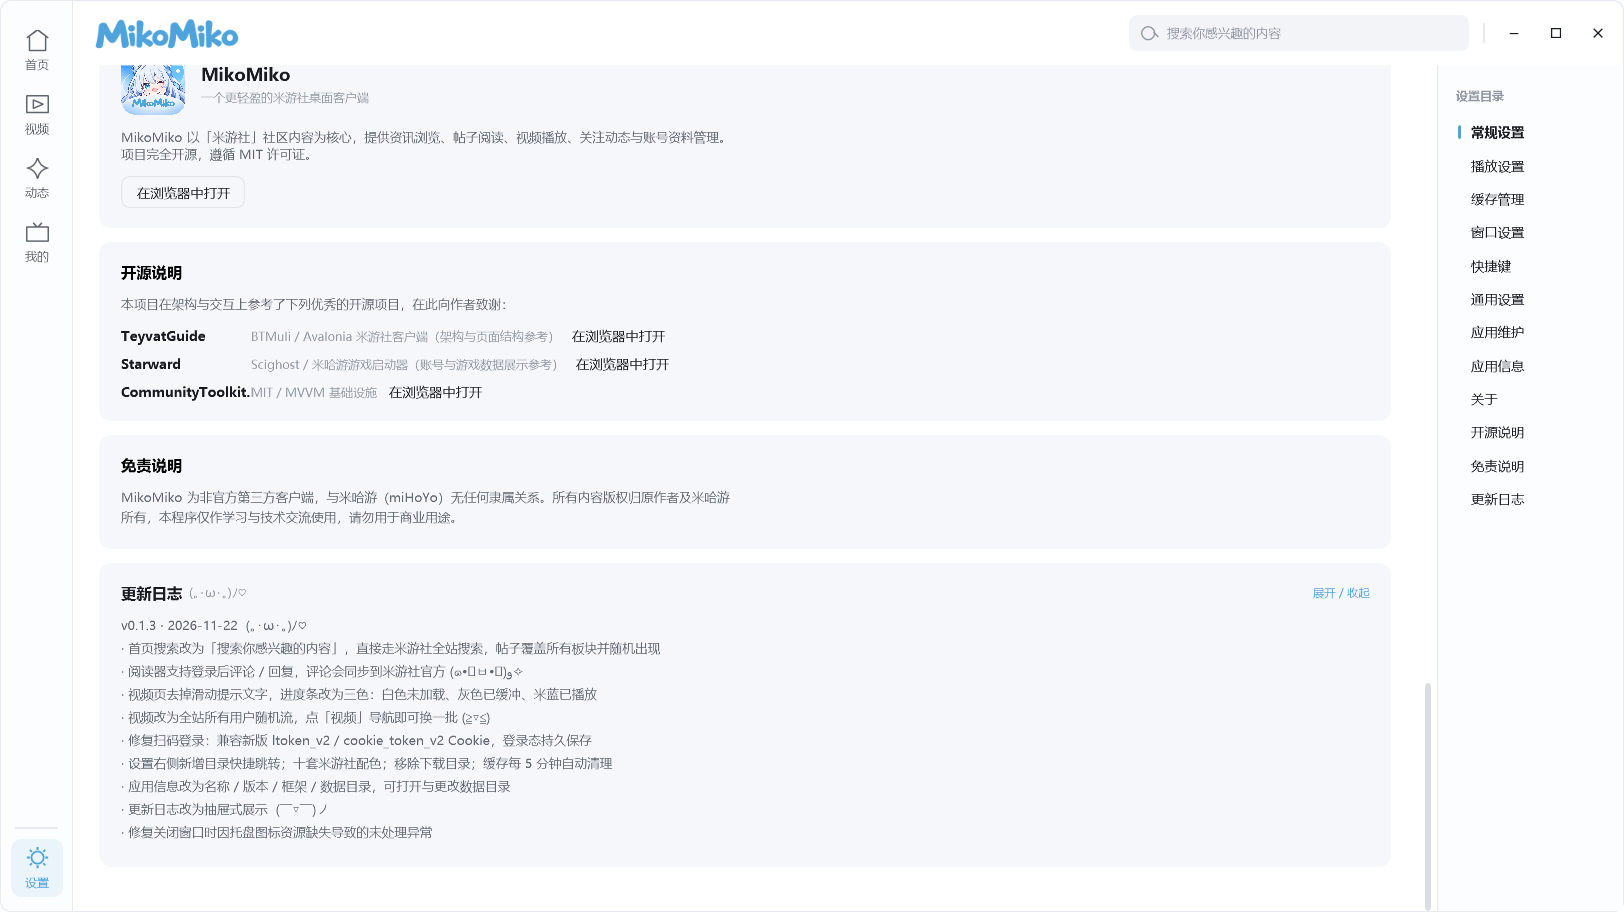 MikoMiko
搜索你感兴趣的内容
首页
视频
动态
我的
设置
MikoMiko
MikoMiko
一个更轻盈的米游社桌面客户端
MikoMiko 以「米游社」社区内容为核心，提供资讯浏览、帖子阅读、视频播放、关注动态与账号资料管理。
项目完全开源，遵循 MIT 许可证。
在浏览器中打开
开源说明
本项目在架构与交互上参考了下列优秀的开源项目，在此向作者致谢：
TeyvatGuide BTMuli / Avalonia 米游社客户端（架构与页面结构参考） 在浏览器中打开
Starward Scighost / 米哈游游戏启动器（账号与游戏数据展示参考） 在浏览器中打开
CommunityToolkit. MIT / MVVM 基础设施 在浏览器中打开
免责说明
MikoMiko 为非官方第三方客户端，与米哈游（miHoYo）无任何隶属关系。所有内容版权归原作者及米哈游
所有，本程序仅作学习与技术交流使用，请勿用于商业用途。
更新日志 (｡·ω·｡)/♡
展开 / 收起
v0.1.3 · 2026-11-22 (｡·ω·｡)/♡
· 首页搜索改为「搜索你感兴趣的内容」，直接走米游社全站搜索，帖子覆盖所有板块并随机出现
· 阅读器支持登录后评论 / 回复，评论会同步到米游社官方 (๑•̀ㅂ•́)و✧
· 视频页去掉滑动提示文字，进度条改为三色：白色未加载、灰色已缓冲、米蓝已播放
· 视频改为全站所有用户随机流，点「视频」导航即可换一批 (≧▽≦)
· 修复扫码登录：兼容新版 ltoken_v2 / cookie_token_v2 Cookie，登录态持久保存
· 设置右侧新增目录快捷跳转；十套米游社配色；移除下载目录；缓存每 5 分钟自动清理
· 应用信息改为名称 / 版本 / 框架 / 数据目录，可打开与更改数据目录
· 更新日志改为抽屉式展示 (￣▽￣)ノ
· 修复关闭窗口时因托盘图标资源缺失导致的未处理异常
设置目录
常规设置
播放设置
缓存管理
窗口设置
快捷键
通用设置
应用维护
应用信息
关于
开源说明
免责说明
更新日志